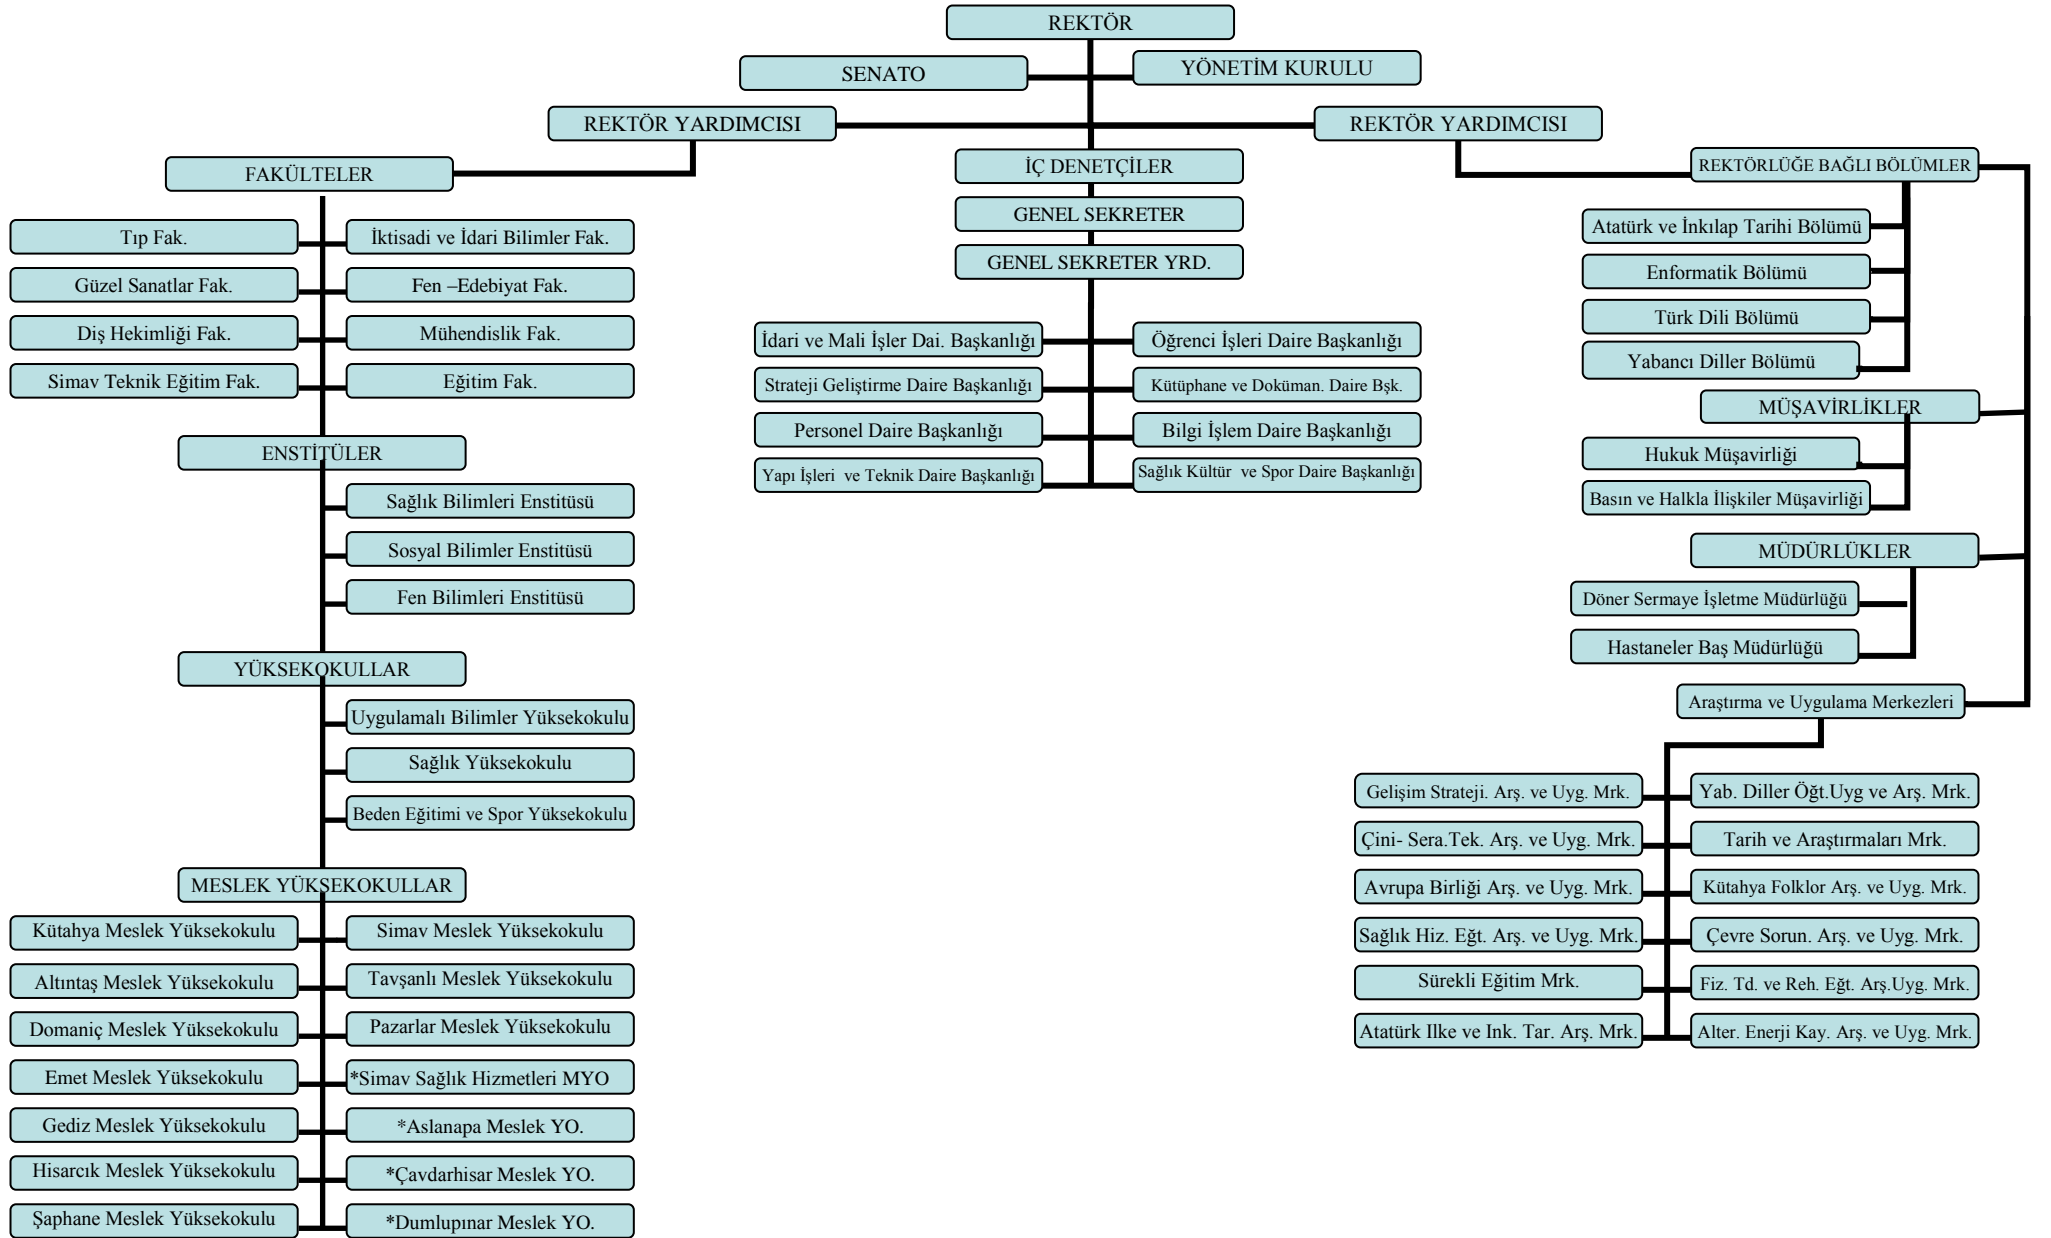 REKTÖR
SENATO
YÖNETİM KURULU
REKTÖR YARDIMCISI
REKTÖR YARDIMCISI
FAKÜLTELER
Tıp Fak.
İktisadi ve İdari Bilimler Fak.
Güzel Sanatlar Fak.
Fen –Edebiyat Fak.
Diş Hekimliği Fak.
Mühendislik Fak.
Simav Teknik Eğitim Fak.
Eğitim Fak.
ENSTİTÜLER
Sağlık Bilimleri Enstitüsü
Sosyal Bilimler Enstitüsü
Fen Bilimleri Enstitüsü
YÜKSEKOKULLAR
Uygulamalı Bilimler Yüksekokulu
Sağlık Yüksekokulu
Beden Eğitimi ve Spor Yüksekokulu
MESLEK YÜKSEKOKULLAR
Kütahya Meslek Yüksekokulu
Simav Meslek Yüksekokulu
Altıntaş Meslek Yüksekokulu
Tavşanlı Meslek Yüksekokulu
Domaniç Meslek Yüksekokulu
Pazarlar Meslek Yüksekokulu
Emet Meslek Yüksekokulu
*Simav Sağlık Hizmetleri MYO
Gediz Meslek Yüksekokulu
*Aslanapa Meslek YO.
Hisarcık Meslek Yüksekokulu
*Çavdarhisar Meslek YO.
Şaphane Meslek Yüksekokulu
*Dumlupınar Meslek YO.
İÇ DENETÇİLER
GENEL SEKRETER
GENEL SEKRETER YRD.
İdari ve Mali İşler Dai. Başkanlığı
Öğrenci İşleri Daire Başkanlığı
Strateji Geliştirme Daire Başkanlığı
Kütüphane ve Doküman. Daire Bşk.
Personel Daire Başkanlığı
Bilgi İşlem Daire Başkanlığı
Yapı İşleri ve Teknik Daire Başkanlığı
Sağlık Kültür ve Spor Daire Başkanlığı
REKTÖRLÜĞE BAĞLI BÖLÜMLER
Atatürk ve İnkılap Tarihi Bölümü
Enformatik Bölümü
Türk Dili Bölümü
Yabancı Diller Bölümü
MÜŞAVİRLİKLER
Hukuk Müşavirliği
Basın ve Halkla İlişkiler Müşavirliği
MÜDÜRLÜKLER
Döner Sermaye İşletme Müdürlüğü
Hastaneler Baş Müdürlüğü
Araştırma ve Uygulama Merkezleri
Gelişim Strateji. Arş. ve Uyg. Mrk.
Yab. Diller Öğt.Uyg ve Arş. Mrk.
Çini- Sera.Tek. Arş. ve Uyg. Mrk.
Tarih ve Araştırmaları Mrk.
Avrupa Birliği Arş. ve Uyg. Mrk.
Kütahya Folklor Arş. ve Uyg. Mrk.
Sağlık Hiz. Eğt. Arş. ve Uyg. Mrk.
Çevre Sorun. Arş. ve Uyg. Mrk.
Sürekli Eğitim Mrk.
Fiz. Td. ve Reh. Eğt. Arş.Uyg. Mrk.
Atatürk Ilke ve Ink. Tar. Arş. Mrk.
Alter. Enerji Kay. Arş. ve Uyg. Mrk.